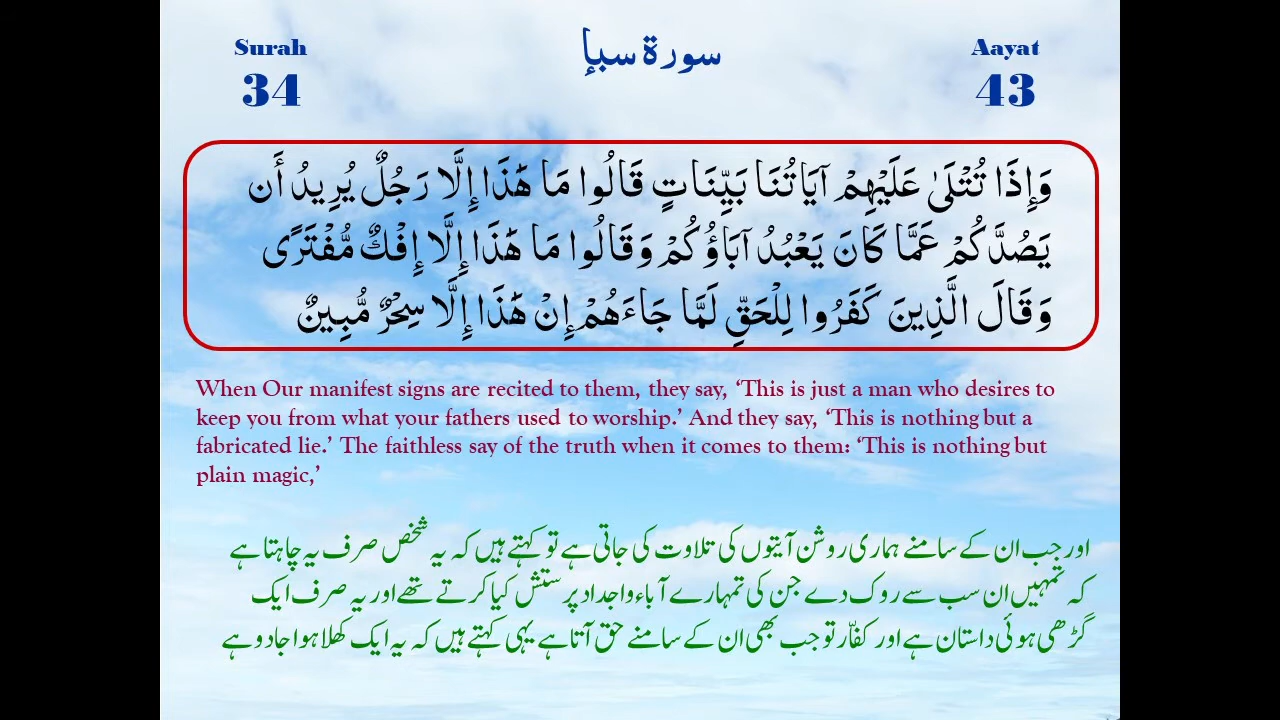 Surah
34
سورة سبإ
Aayat
43
وَإِذَا تُتْلَىٰ عَلَيْهِمْ آيَاتُنَا بَيِّنَاتٍ قَالُوا مَا هَٰذَا إِلَّا رَجُلٌ يُرِيدُ أَن
يَصُدَّكُمْ عَمَّا كَانَ يَعْبُدُ آبَاؤُكُمْ وَقَالُوا مَا هَٰذَا إِلَّا إِفْكٌ مُّفْتَرًى
وَقَالَ الَّذِينَ كَفَرُوا لِلْحَقِّ لَمَّا جَاءَهُمْ إِنْ هَٰذَا إِلَّا سِحْرٌ مُّبِينٌ
When Our manifest signs are recited to them, they say, ‘This is just a man who desires to
keep you from what your fathers used to worship.’ And they say, ‘This is nothing but a
fabricated lie.’ The faithless say of the truth when it comes to them: ‘This is nothing but
plain magic,’
اور جب ان کے سامنے ہماری روشن آیتوں کی تلاوت کی جاتی ہے تو کہتے ہیں کہ یہ شخص صرف یہ چاہتا ہے
کہ تمہیں ان سب سے روک دے جن کی تمہارے آباء و اجداد پرستش کیا کرتے تھے اور یہ صرف ایک
گڑھی ہوئی داستان ہے اور کفاّر تو جب بھی ان کے سامنے حق آتا ہے یہی کہتے ہیں کہ یہ ایک کھلا ہوا جادو ہے